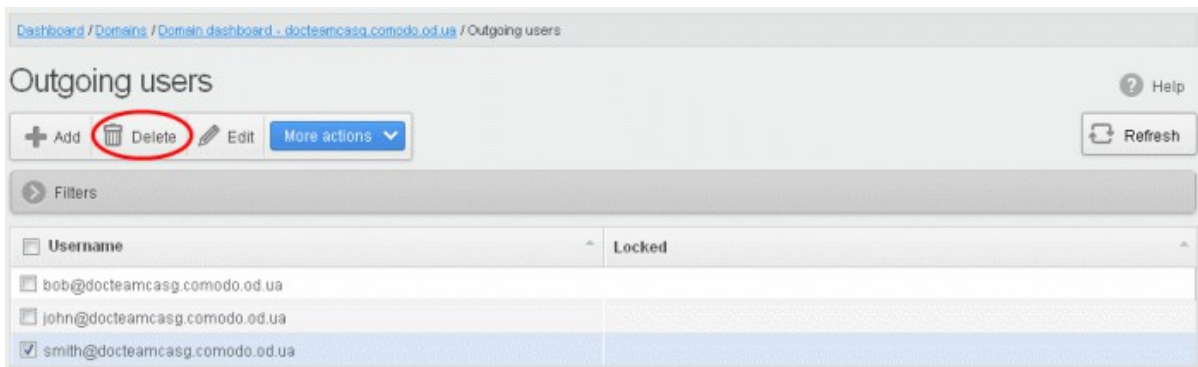 Dashboard / Domains / Domain dashboard - docteamcasg.comodo.od.ua / Outgoing users
Outgoing users
Help
Add Delete Edit More actions
Refresh
Filters
Username Locked
bob@docteamcasg.comodo.od.ua
john@docteamcasg.comodo.od.ua
smith@docteamcasg.comodo.od.ua